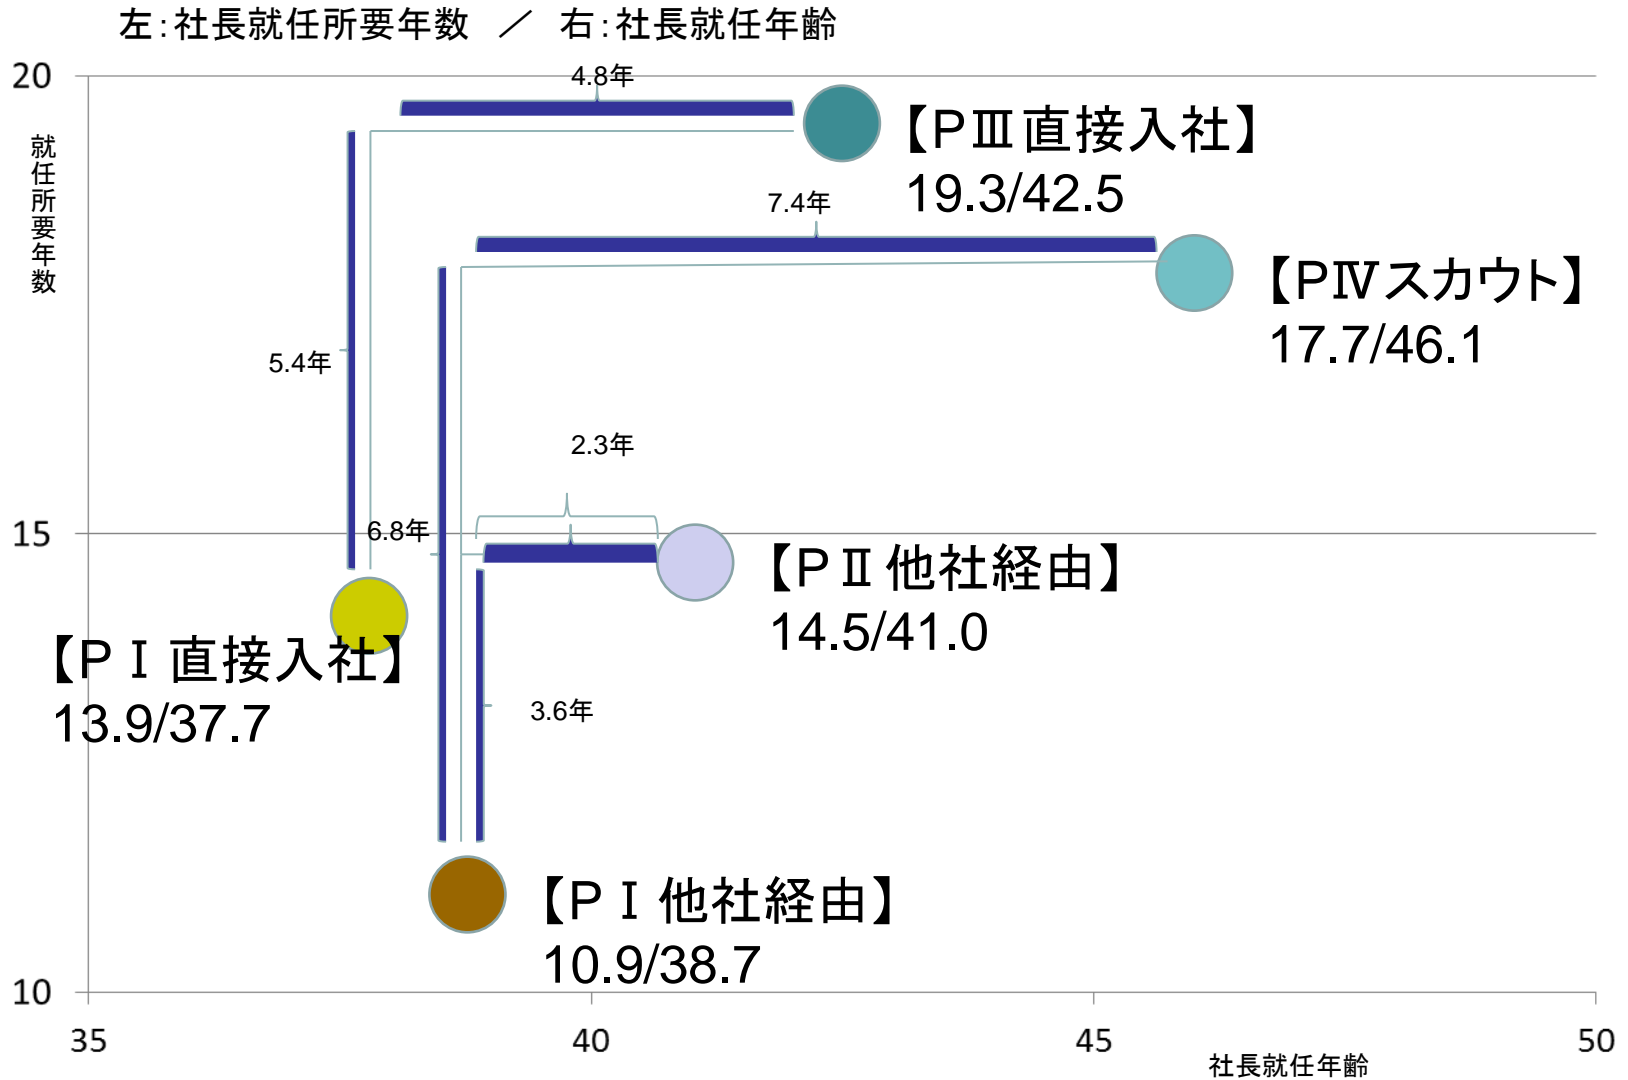 左:社長就任所要年数 ／ 右:社長就任年齢
20
就任所要年数
4.8年
【PⅢ直接入社】
19.3/42.5
7.4年
【PⅣスカウト】
17.7/46.1
5.4年
2.3年
15
6.8年
【PⅡ他社経由】
14.5/41.0
【PⅠ直接入社】
13.9/37.7
3.6年
【PⅠ他社経由】
10.9/38.7
10
35
40
45
50
社長就任年齢